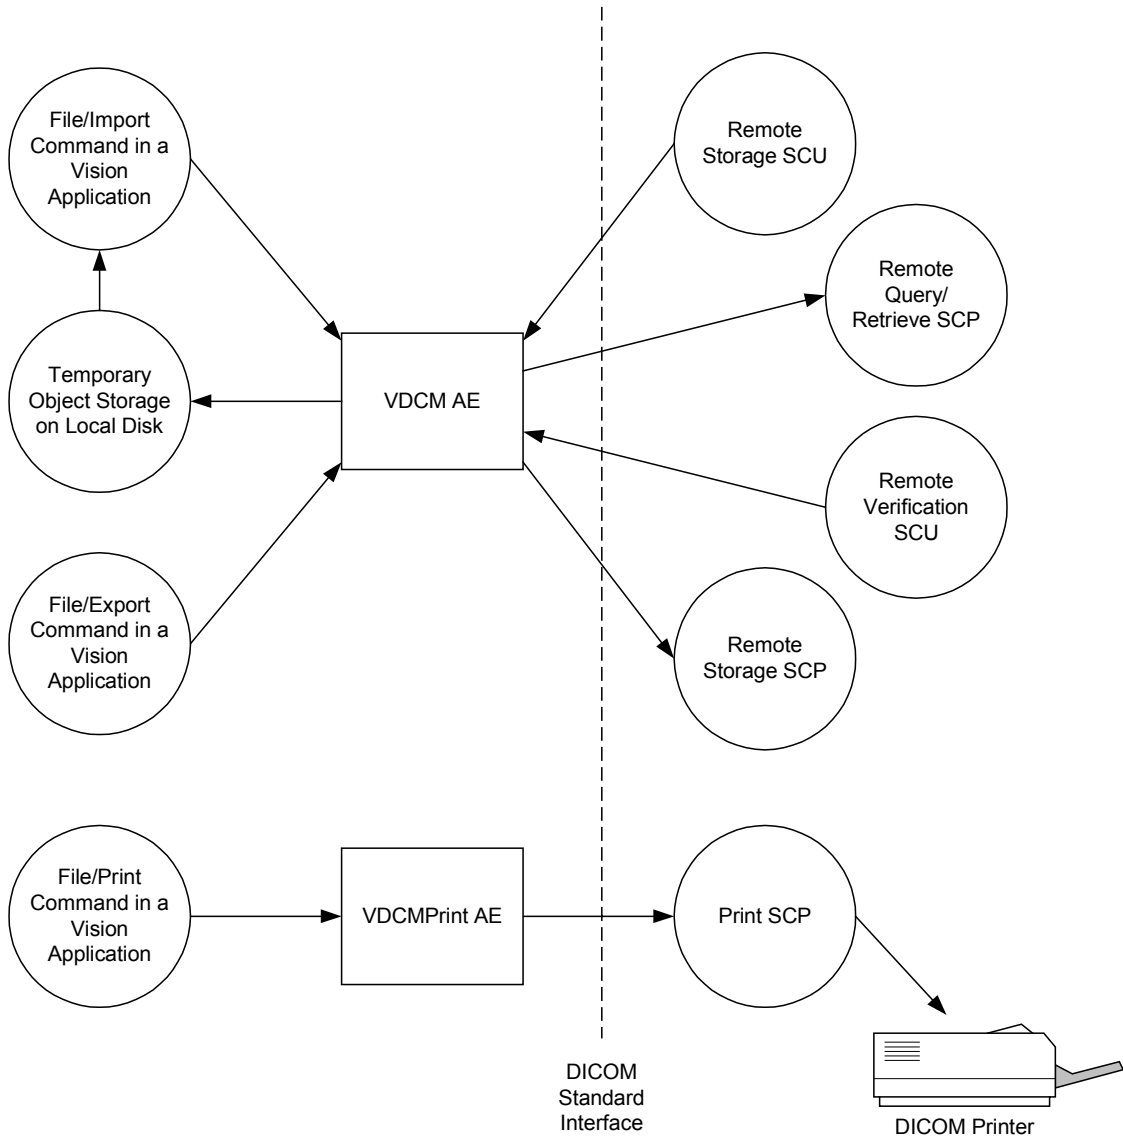 File/Import
Command in a
Vision
Application
Remote
Storage SCU
Remote
Query/
Retrieve SCP
Temporary
Object Storage
on Local Disk
VDCM AE
Remote
Verification
SCU
File/Export
Command in a
Vision
Application
Remote
Storage SCP
File/Print
Command in a
Vision
Application
VDCMPrint AE
Print SCP
DICOM
Standard
Interface
DICOM Printer